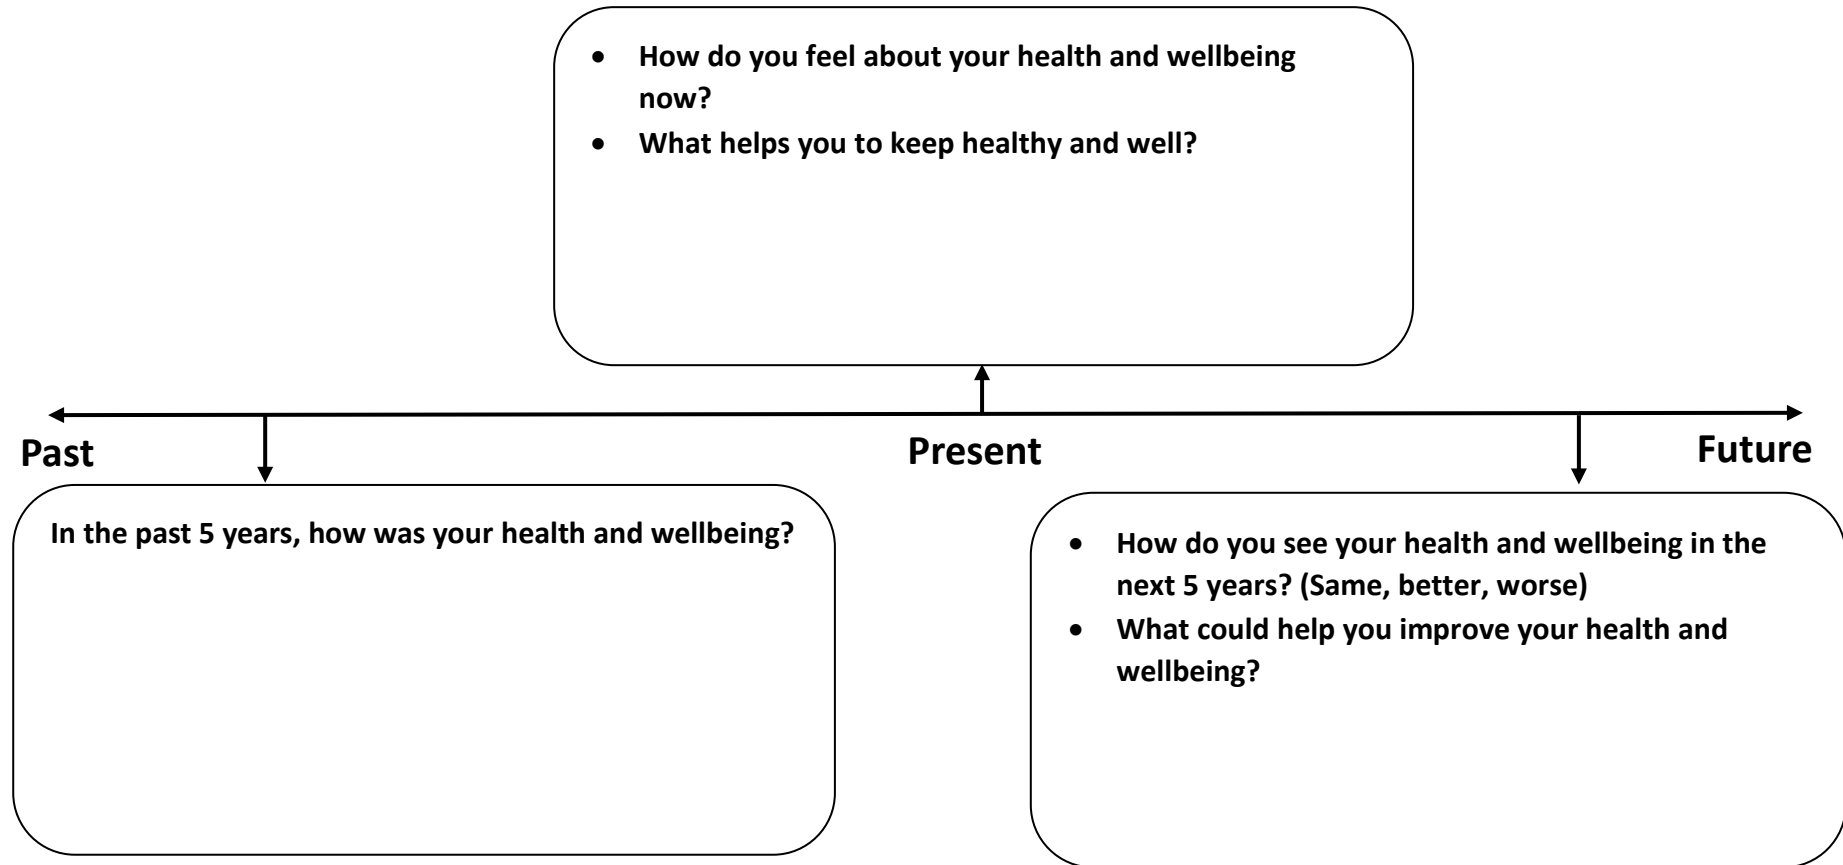 • How do you feel about your health and wellbeing
now?
• What helps you to keep healthy and well?
Past
Present
Future
In the past 5 years, how was your health and wellbeing?
• How do you see your health and wellbeing in the
next 5 years? (Same, better, worse)
• What could help you improve your health and
wellbeing?